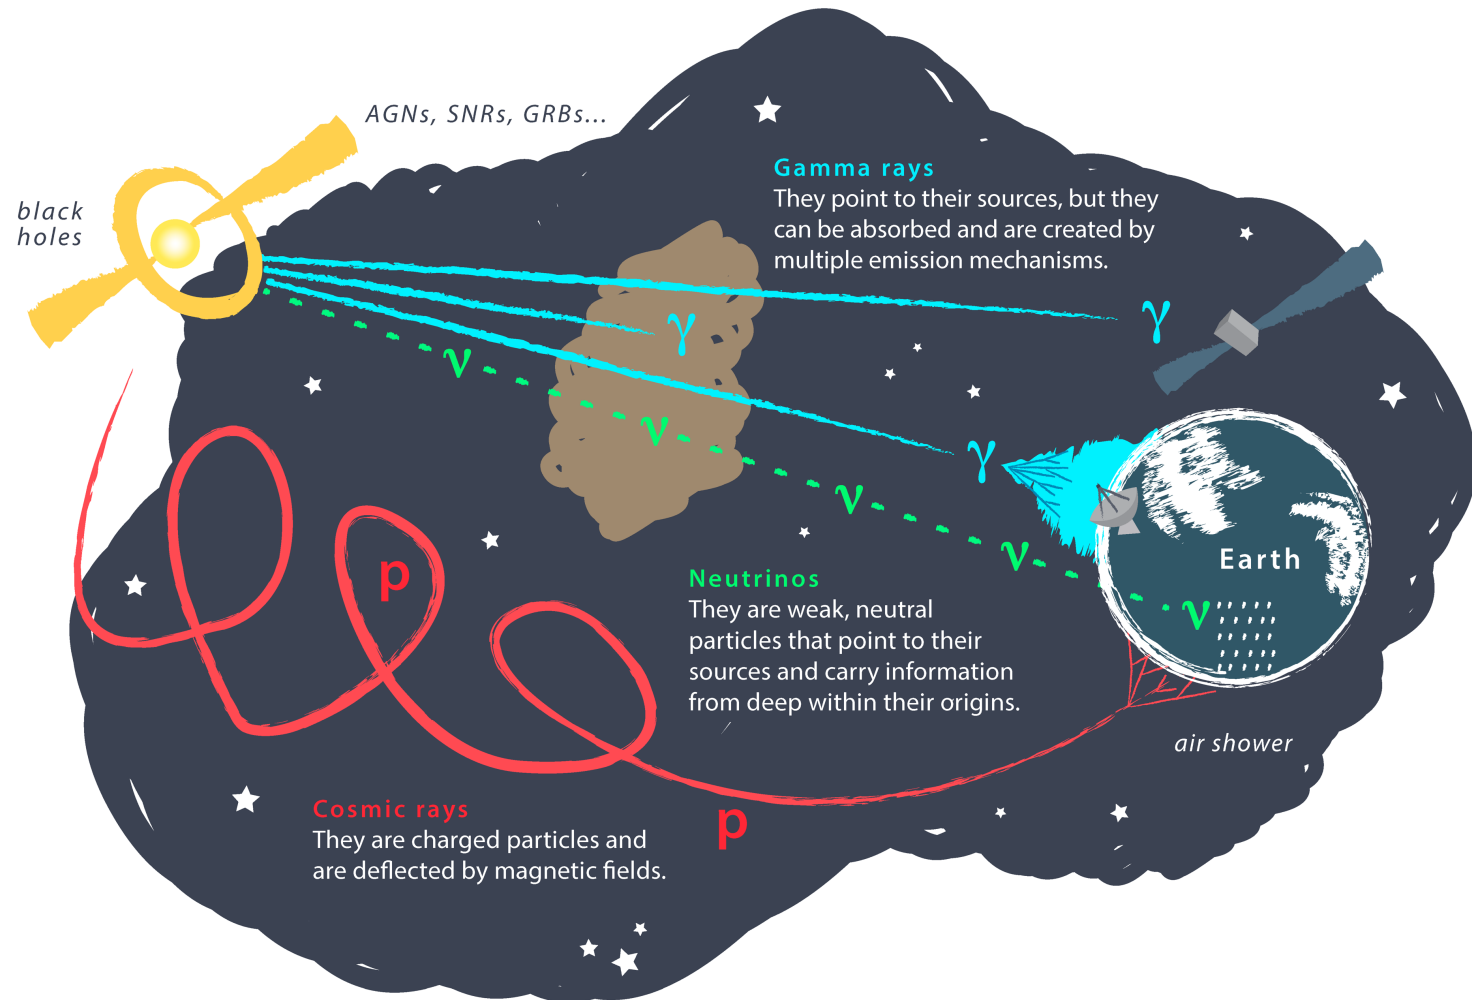 AGNs, SNRs, GRBs...
black
holes
Gamma rays
They point to their sources, but they
can be absorbed and are created by
multiple emission mechanisms.
γ
γ
ν
ν
γ
ν
ν
Earth
p
Neutrinos
They are weak, neutral
particles that point to their
sources and carry information
from deep within their origins.
ν
air shower
Cosmic rays
They are charged particles and
are deflected by magnetic fields.
p